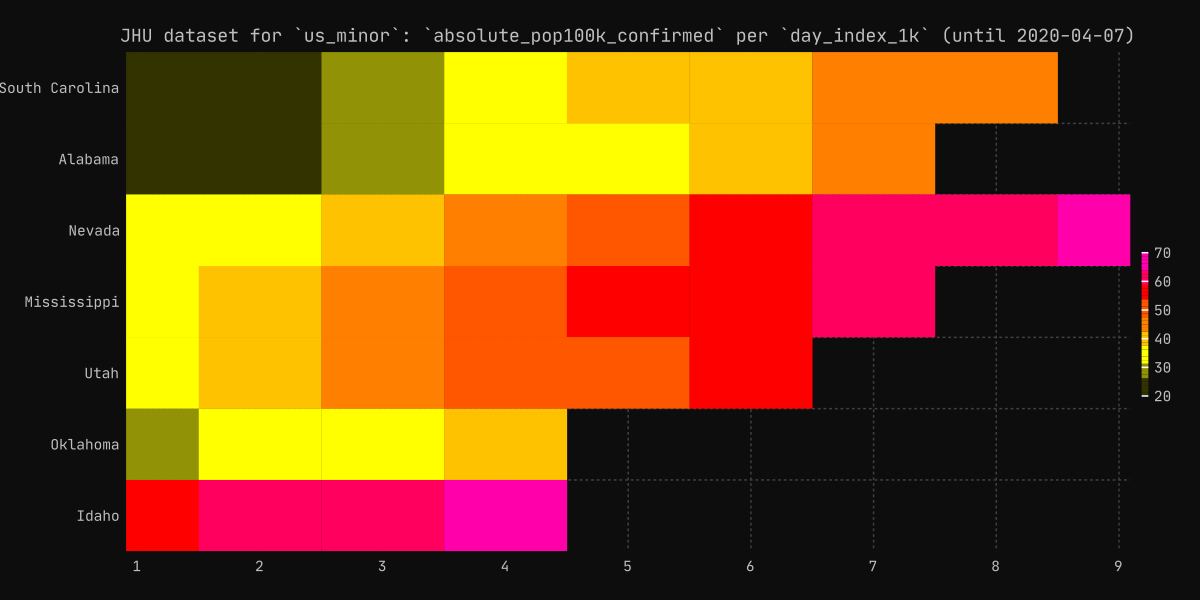 JHU dataset for `us_minor`: `absolute_pop100k_confirmed` per `day_index_1k` (until 2020-04-07)
South Carolina
Alabama
Nevada
Mississippi
Utah
Oklahoma
Idaho
70
60
50
40
30
20
1 2 3 4 5 6 7 8 9